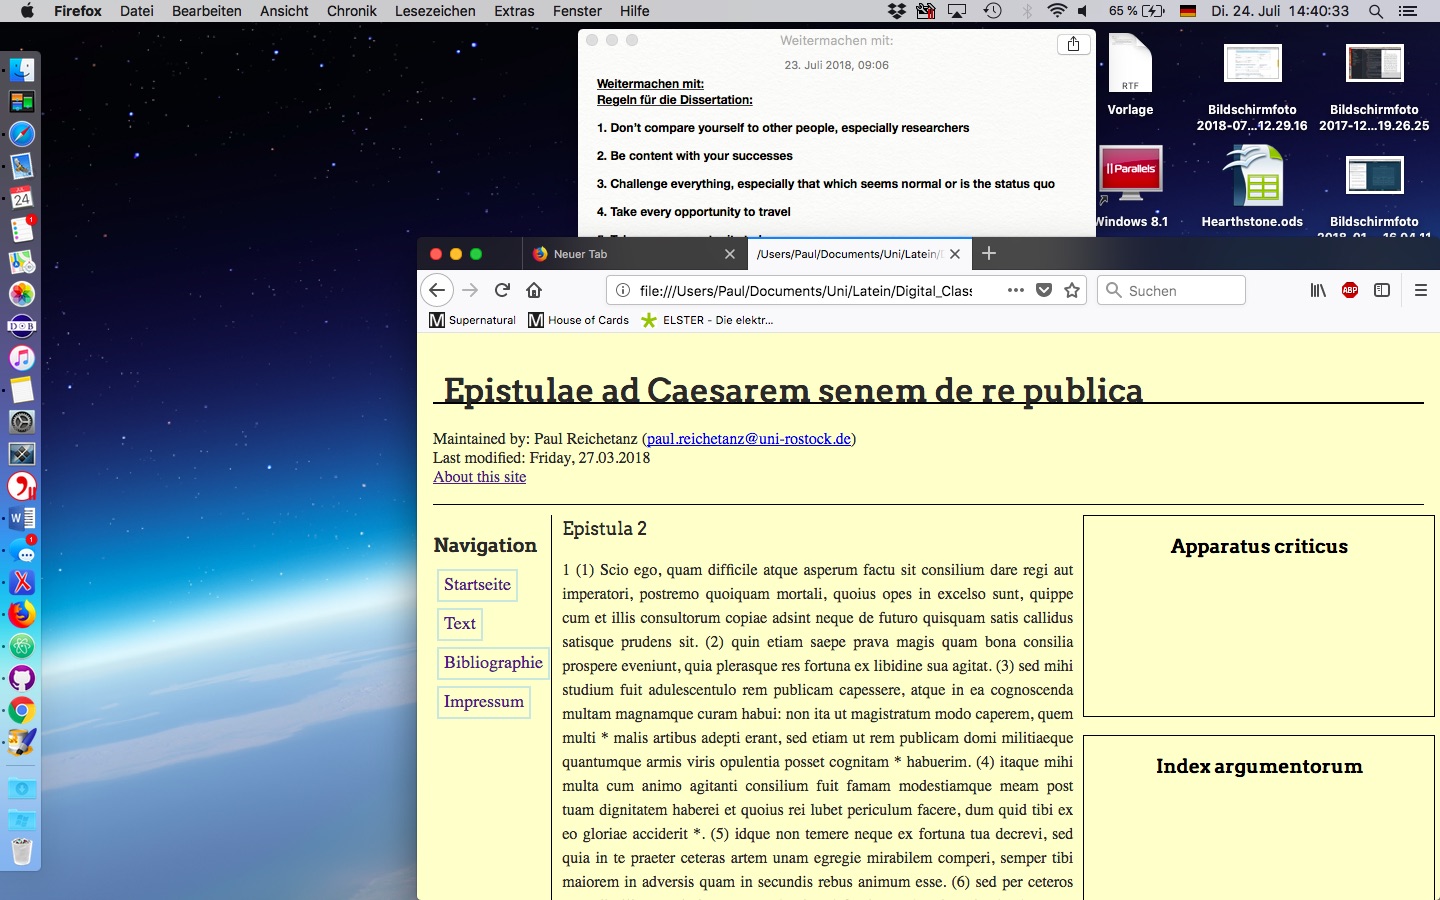 Firefox Datei Bearbeiten Ansicht Chronik Lesezeichen Extras Fenster Hilfe 65 % Di. 24. Juli 14:40:33
Weitermachen mit:
23. Juli 2018, 09:06
Weitermachen mit:
Regeln für die Dissertation:
1. Don't compare yourself to other people, especially researchers
2. Be content with your successes
3. Challenge everything, especially that which seems normal or is the status quo
4. Take every opportunity to travel
RTF
Vorlage
Bildschirmfoto
2018-07...12.29.16
Bildschirmfoto
2017-12...19.26.25
Parallels
Windows 8.1
Hearthstone.ods
Bildschirmfoto
JUL
24
1
DOB
W
1
Neuer Tab
/Users/Paul/Documents/Uni/Latein/
file:///Users/Paul/Documents/Uni/Latein/Digital_Class
Suchen
ABP
M Supernatural M House of Cards ELSTER - Die elektr...
Epistulae ad Caesarem senem de re publica
Maintained by: Paul Reichetanz (paul.reichetanz@uni-rostock.de)
Last modified: Friday, 27.03.2018
About this site
Navigation
Startseite
Text
Bibliographie
Impressum
Epistula 2
1 (1) Scio ego, quam difficile atque asperum factu sit consilium dare regi aut
imperatori, postremo quoiquam mortali, quoius opes in excelso sunt, quippe
cum et illis consultorum copiae adsint neque de futuro quisquam satis callidus
satisque prudens sit. (2) quin etiam saepe prava magis quam bona consilia
prospere eveniunt, quia plerasque res fortuna ex libidine sua agitat. (3) sed mihi
studium fuit adulescentulo rem publicam capessere, atque in ea cognoscenda
multam magnamque curam habui: non ita ut magistratum modo caperem, quem
multi * malis artibus adepti erant, sed etiam ut rem publicam domi militiaeque
quantumque armis viris opulentia posset cognitam * habuerim. (4) itaque mihi
multa cum animo agitanti consilium fuit famam modestiamque meam post
tuam dignitatem haberei et quoius rei lubet periculum facere, dum quid tibi ex
eo gloriae acciderit *. (5) idque non temere neque ex fortuna tua decrevi, sed
quia in te praeter ceteras artem unam egregie mirabilem comperi, semper tibi
maiorem in adversis quam in secundis rebus animum esse. (6) sed per ceteros
Apparatus criticus
Index argumentorum